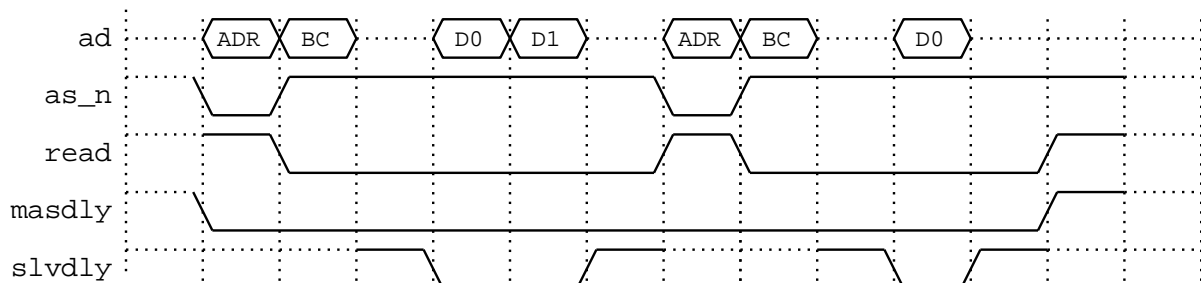 ad ADR BC D0 D1 ADR BC D0
as_n
read
masdly
slvdly